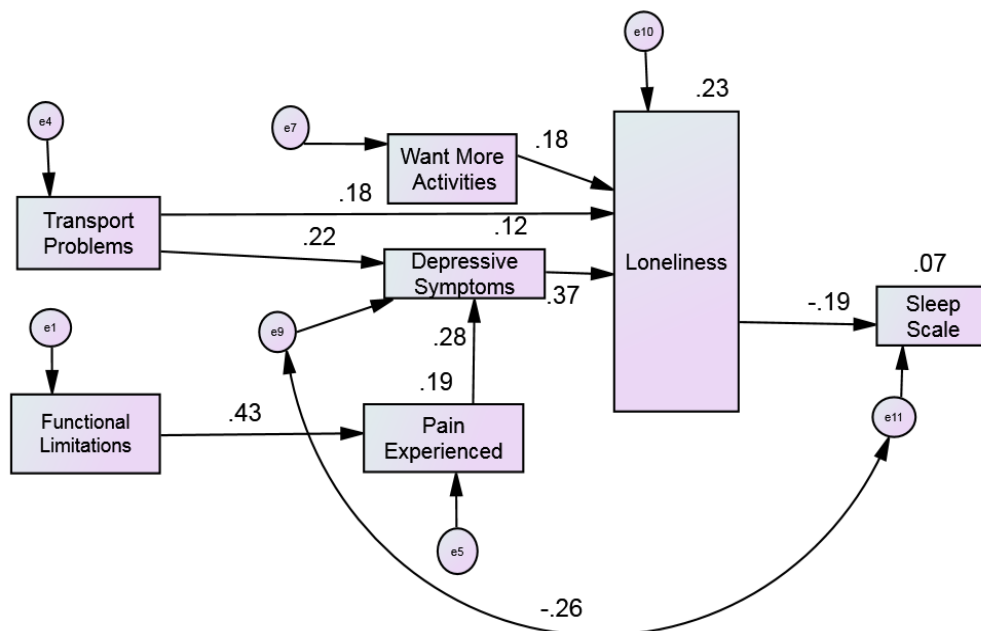 e10
.23
e4
e7
Want More
Activities
.18
Transport
Problems
.18
.22
.12
Depressive
Symptoms
.37
Loneliness
.07
-.19
Sleep
Scale
e1
e9
.28
.19
Functional
Limitations
.43
Pain
Experienced
e11
e5
-.26